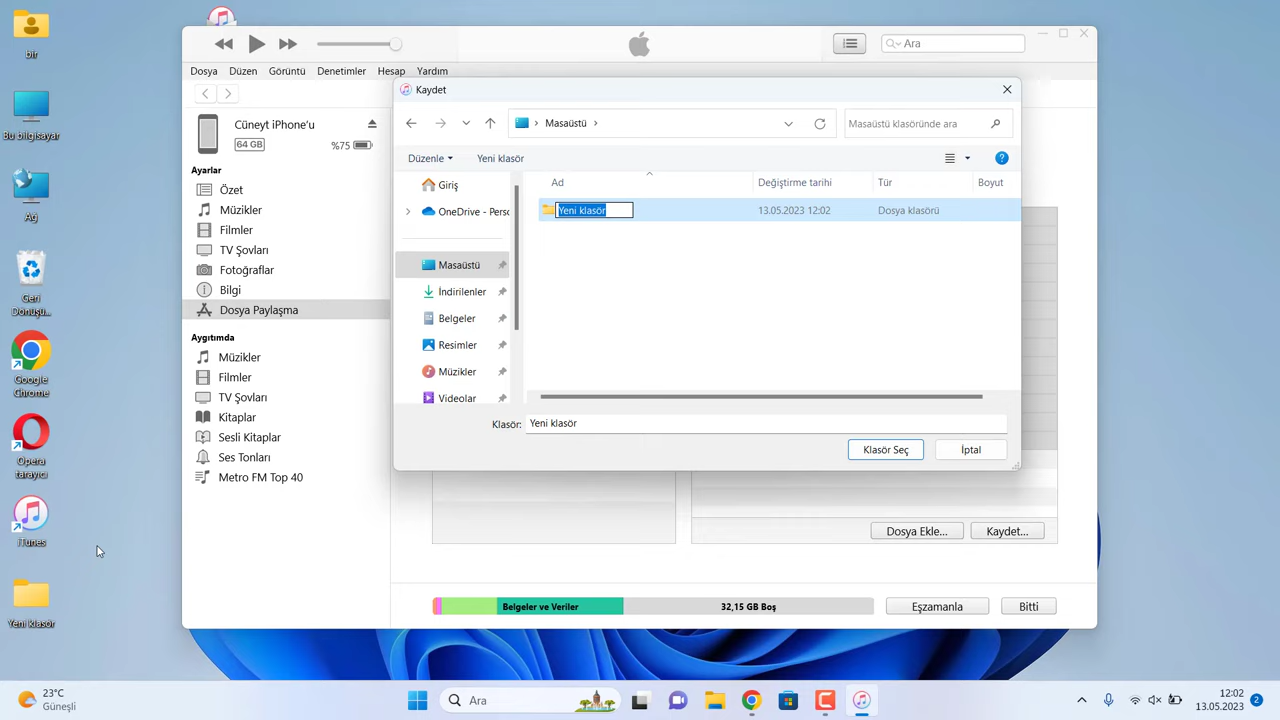 bir
Bu bilgisayar
Ağ
Geri
Dönüşü...
Google
Chrome
Opera
tarayıcı
iTunes
Yeni klasör
Ara
Dosya
Düzen
Görüntü
Denetimler
Hesap
Yardım
Cüneyt iPhone'u
64 GB
%75
Ayarlar
Özet
Müzikler
Filmler
TV Şovları
Fotoğraflar
Bilgi
Dosya Paylaşma
Aygıtımda
Müzikler
Filmler
TV Şovları
Kitaplar
Sesli Kitaplar
Ses Tonları
Metro FM Top 40
Kaydet
Masaüstü
Masaüstü klasöründe ara
Düzenle
Yeni klasör
Giriş
OneDrive - Perso
Masaüstü
İndirilenler
Belgeler
Resimler
Müzikler
Videolar
Ad
Değiştirme tarihi
Tür
Boyut
Yeni klasör
13.05.2023 12:02
Dosya klasörü
Klasör:
Yeni klasör
Klasör Seç
İptal
Dosya Ekle...
Kaydet...
Belgeler ve Veriler
32,15 GB Boş
Eşzamanla
Bitti
23°C
Güneşli
Ara
12:02
13.05.2023
2